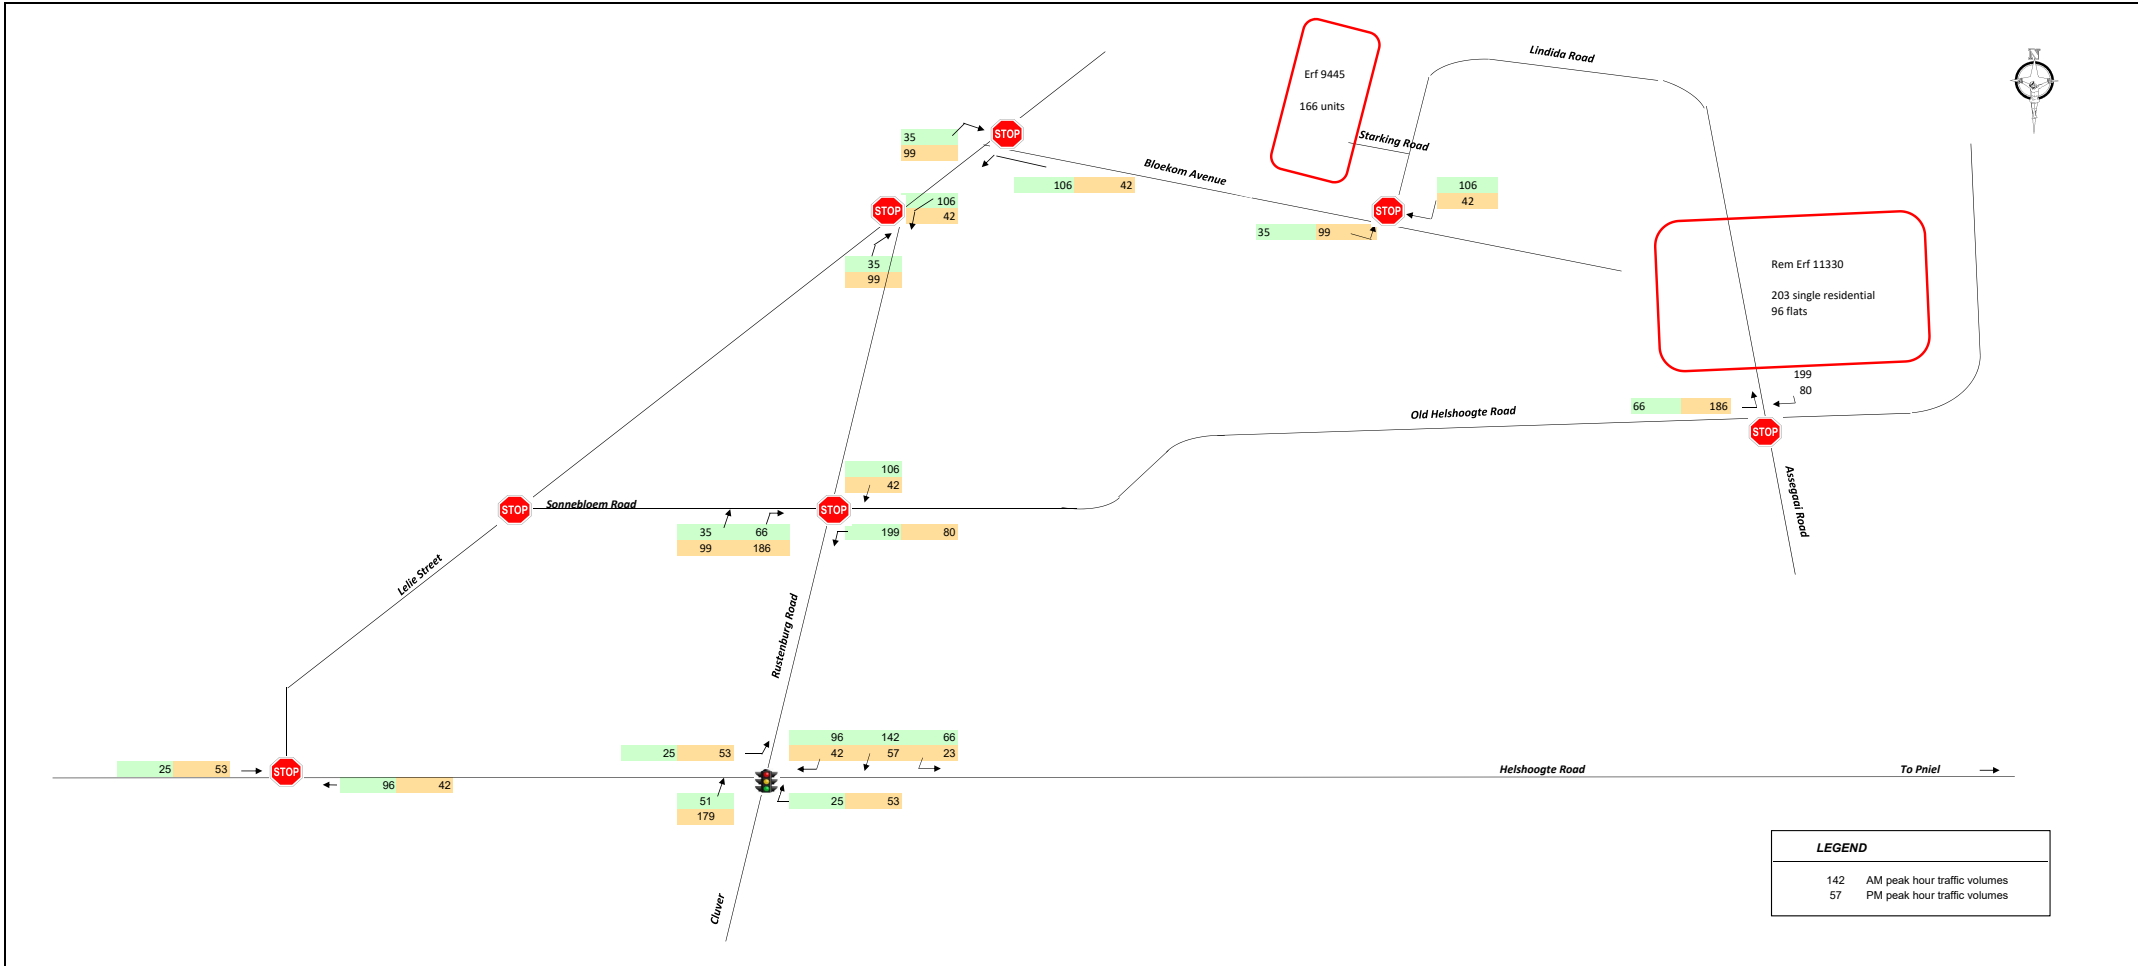 N
Lindida Road
Erf 9445
166 units
Starking Road
35
99
STOP
Bloekom Avenue
106 42
STOP
106
42
35
99
106
42
STOP
35 99
Rem Erf 11330
203 single residential
96 flats
199
80
66 186
Old Helshoogte Road
STOP
Assegaai Road
106
42
STOP
Sonnebloem Road
STOP
35 66
99 186
199 80
Lelie Street
Rustenburg Road
96 142 66
42 57 23
25 53
25 53
STOP
96 42
Helshoogte Road
To Pniel
51
179
25 53
Cluver
LEGEND
142 AM peak hour traffic volumes
57 PM peak hour traffic volumes